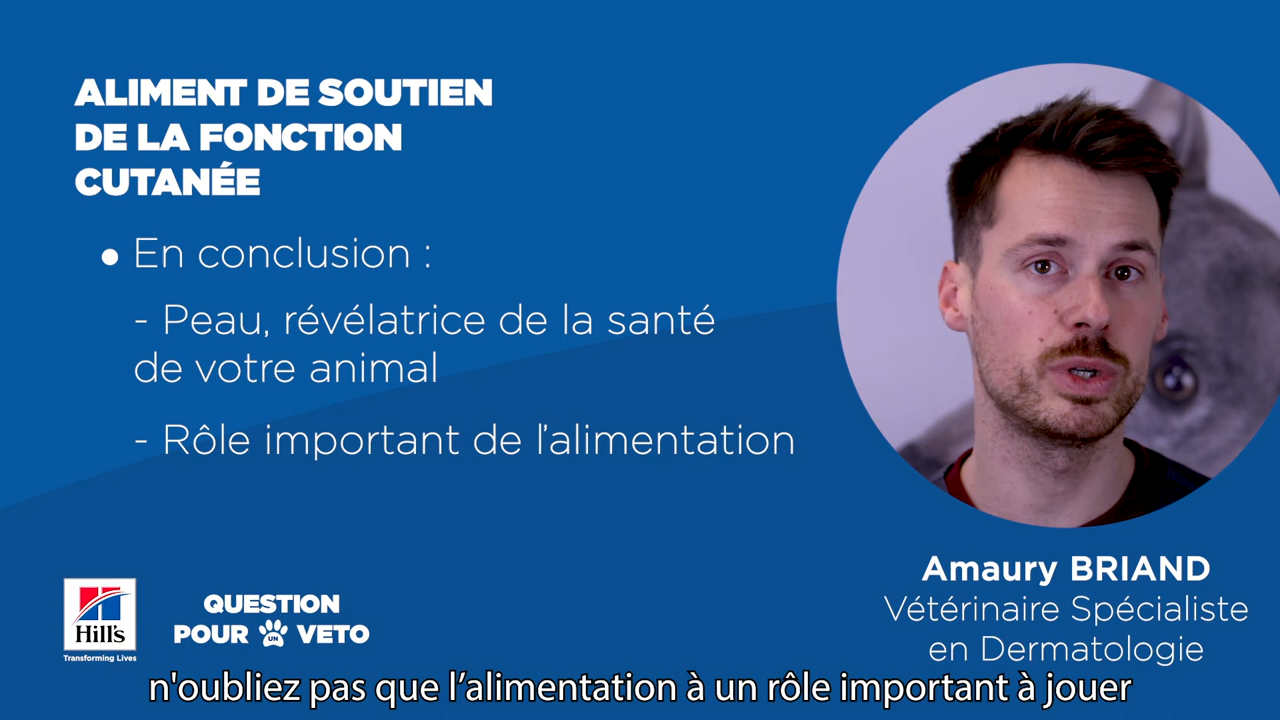 ALIMENT DE SOUTIEN
DE LA FONCTION
CUTANÉE
• En conclusion :
- Peau, révélatrice de la santé
de votre animal
- Rôle important de l'alimentation
Amaury BRIAND
Vétérinaire Spécialiste
en Dermatologie
Hill's
Transforming Lives
QUESTION
POUR UN VETO
n'oubliez pas que l’alimentation à un rôle important à jouer